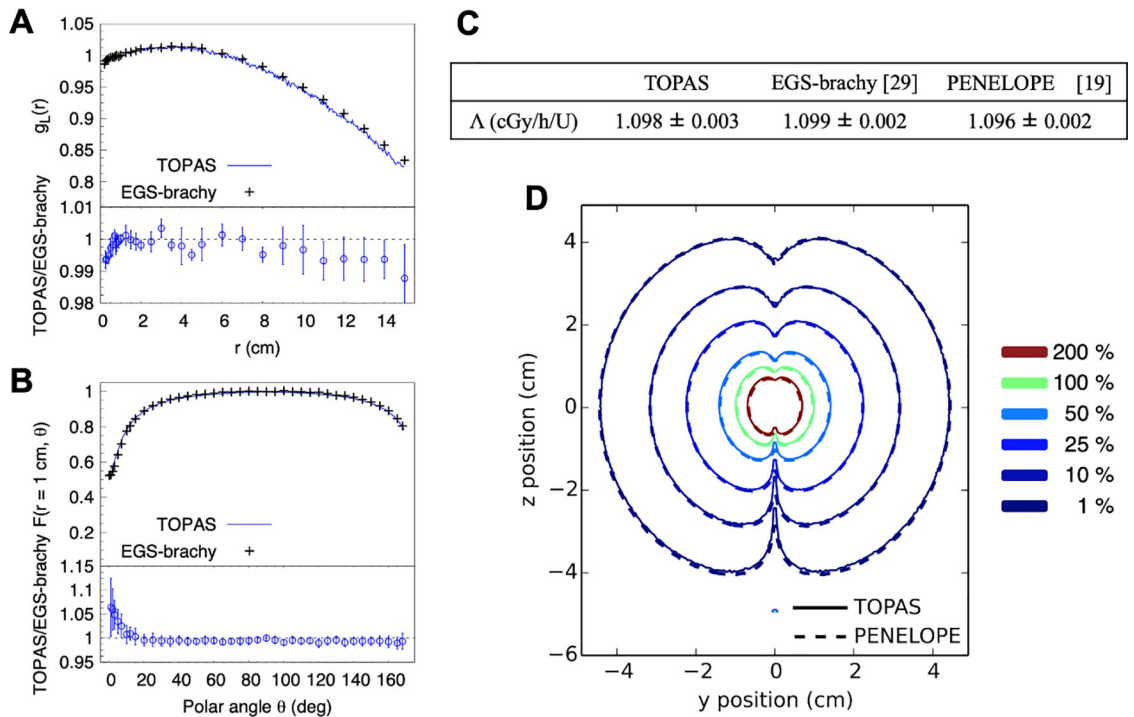 A
1.05
1
0.95
0.9
0.85
0.8
gL(r)
TOPAS
EGS-brachy
1.01
1
0.99
0.98
TOPAS/EGS-brachy
0 2 4 6 8 10 12 14
r (cm)
B
1
0.8
0.6
0.4
0.2
TOPAS
EGS-brachy
1.15
1.1
1.05
1
0.95
TOPAS/EGS-brachy F(r = 1 cm, θ)
0 20 40 60 80 100 120 140 160
Polar angle θ (deg)
C
TOPAS EGS-brachy [29] PENELOPE [19]
Λ (cGy/h/U) 1.098 ± 0.003 1.099 ± 0.002 1.096 ± 0.002
D
4
2
0
−2
−4
−6
z position (cm)
TOPAS
PENELOPE
−4 −2 0 2 4
y position (cm)
200 %
100 %
50 %
25 %
10 %
1 %